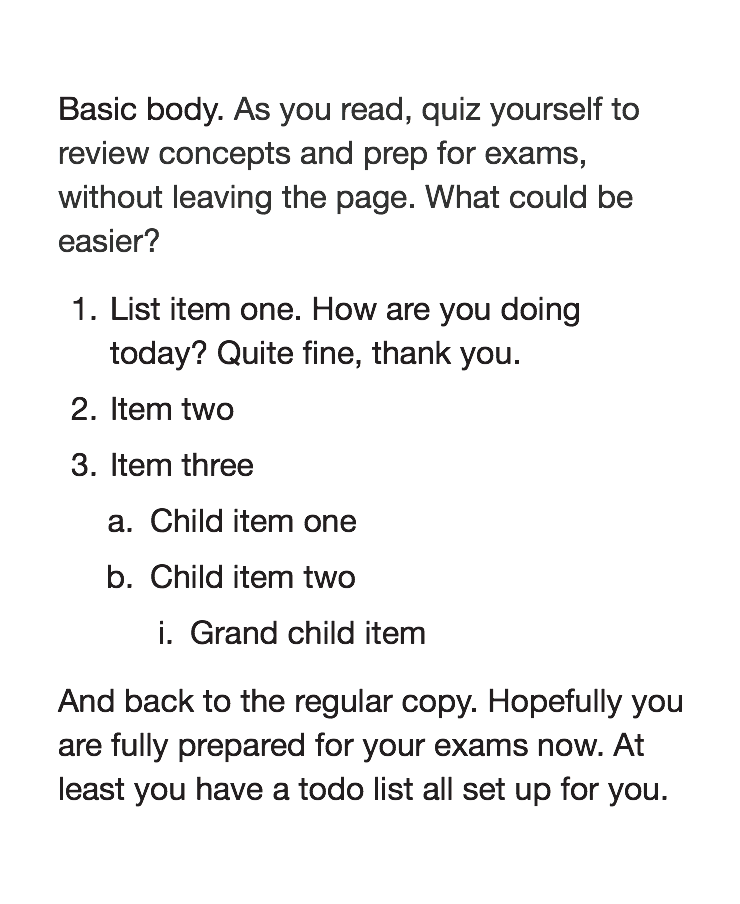 Basic body. As you read, quiz yourself to
review concepts and prep for exams,
without leaving the page. What could be
easier?
1. List item one. How are you doing
today? Quite fine, thank you.
2. Item two
3. Item three
a. Child item one
b. Child item two
i. Grand child item
And back to the regular copy. Hopefully you
are fully prepared for your exams now. At
least you have a todo list all set up for you.